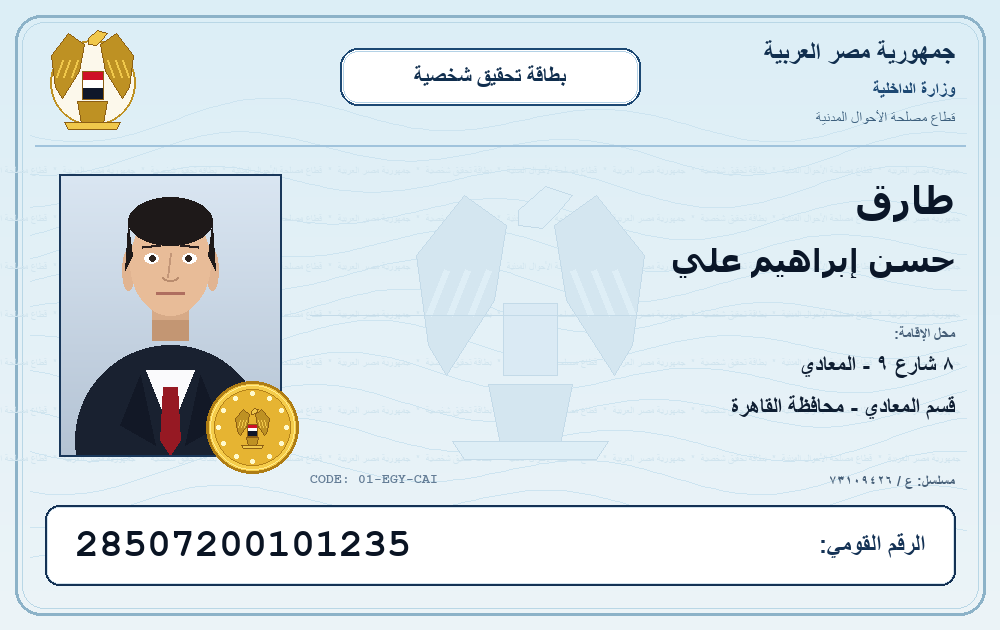 جمهورية مصر العربية
وزارة الداخلية
قطاع مصلحة الأحوال المدنية
بطاقة تحقيق شخصية
طارق
حسن إبراهيم علي
محل الإقامة:
٨ شارع ٩ - المعادي
قسم المعادي - محافظة القاهرة
مسلسل: ع / ٧٣١٠٩٤٢٦
CODE: 01-EGY-CAI
الرقم القومي:
28507200101235